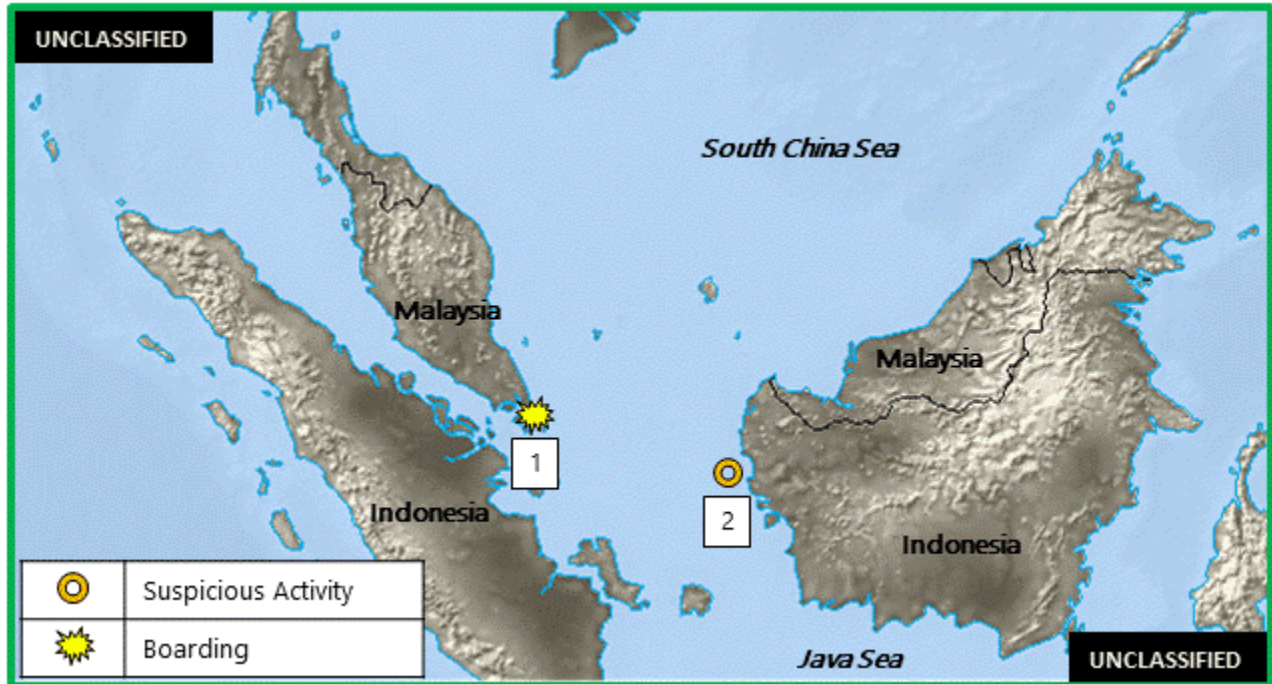 UNCLASSIFIED
South China Sea
Malaysia
Malaysia
1
2
Indonesia
Indonesia
Suspicious Activity
Boarding
Java Sea
UNCLASSIFIED